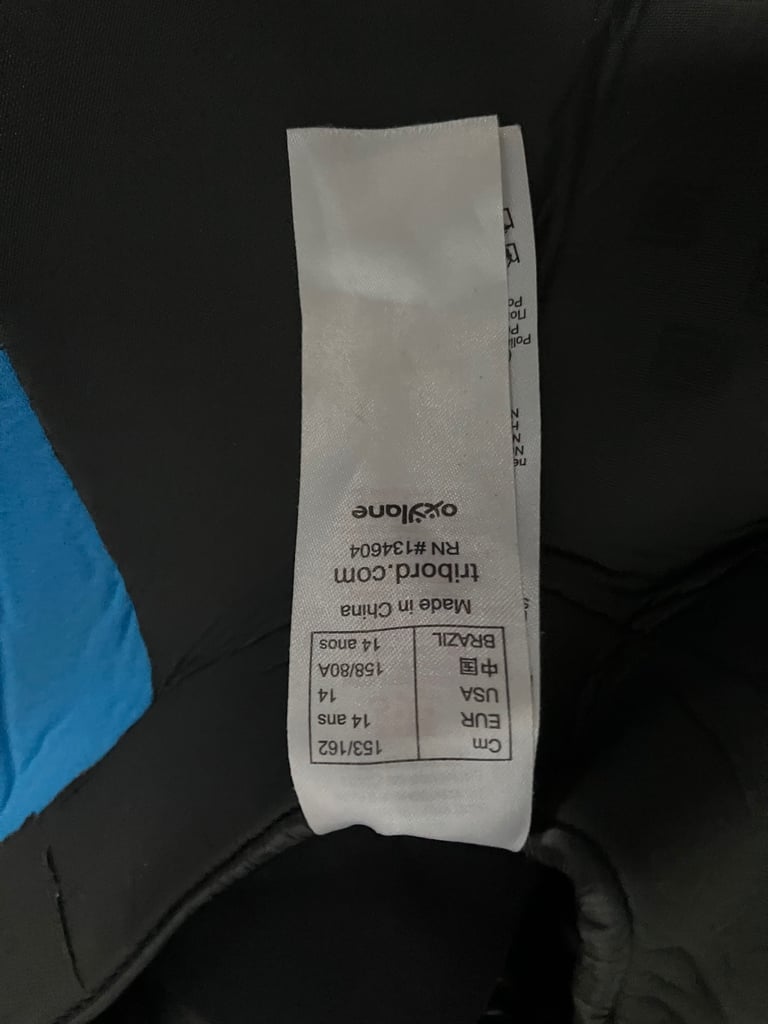 Cm 153/162
EUR 14 ans
USA 14
中国 158/80A
BRAZIL 14 anos
Made in China
tribord.com
RN #134604
oxylane